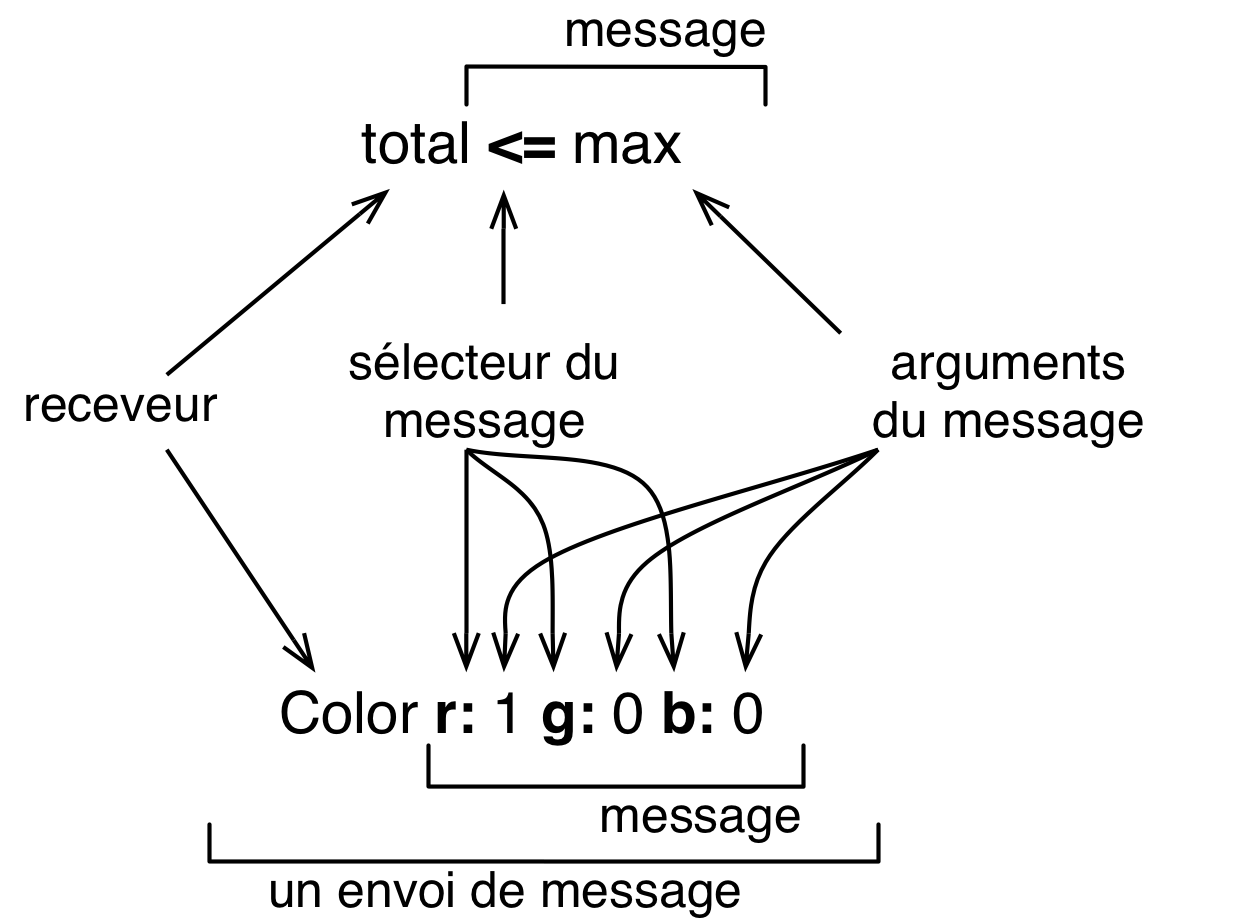 message
total <= max
sélecteur du
message
receveur
arguments
du message
Color r: 1 g: 0 b: 0
message
un envoi de message